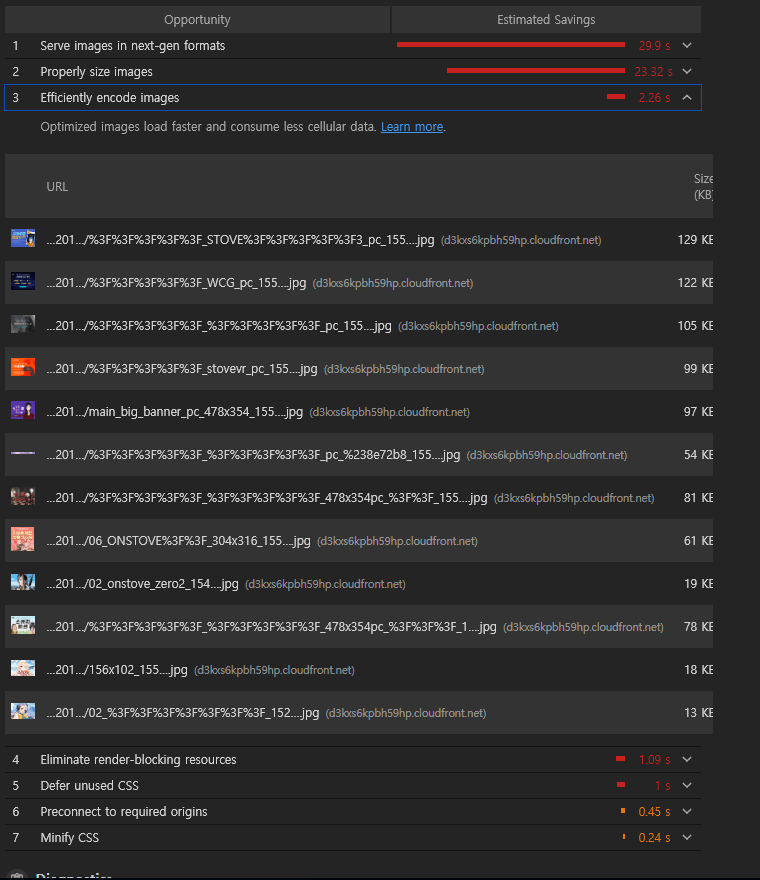 Opportunity Estimated Savings
1 Serve images in next-gen formats 29.9 s
2 Properly size images 23.32 s
3 Efficiently encode images 2.26 s
Optimized images load faster and consume less cellular data. Learn more.
URL Size (KB)
...201.../%3F%3F%3F%3F%3F_STOVE%3F%3F%3F%3F%3F3_pc_155....jpg (d3kxs6kpbh59hp.cloudfront.net) 129 KB
...201.../%3F%3F%3F%3F%3F_WCG_pc_155....jpg (d3kxs6kpbh59hp.cloudfront.net) 122 KB
...201.../%3F%3F%3F%3F%3F_%3F%3F%3F%3F%3F_pc_155....jpg (d3kxs6kpbh59hp.cloudfront.net) 105 KB
...201.../%3F%3F%3F%3F%3F_stovevr_pc_155....jpg (d3kxs6kpbh59hp.cloudfront.net) 99 KB
...201.../main_big_banner_pc_478x354_155....jpg (d3kxs6kpbh59hp.cloudfront.net) 97 KB
...201.../%3F%3F%3F%3F%3F_%3F%3F%3F%3F%3F_pc_%238e72b8_155....jpg (d3kxs6kpbh59hp.cloudfront.net) 54 KB
...201.../%3F%3F%3F%3F%3F_%3F%3F%3F%3F%3F_478x354pc_%3F%3F_155....jpg (d3kxs6kpbh59hp.cloudfront.net) 81 KB
...201.../06_ONSTOVE%3F%3F_304x316_155....jpg (d3kxs6kpbh59hp.cloudfront.net) 61 KB
...201.../02_onstove_zero2_154....jpg (d3kxs6kpbh59hp.cloudfront.net) 19 KB
...201.../%3F%3F%3F%3F%3F_%3F%3F%3F%3F%3F_478x354pc_%3F%3F%3F_1....jpg (d3kxs6kpbh59hp.cloudfront.net) 78 KB
...201.../156x102_155....jpg (d3kxs6kpbh59hp.cloudfront.net) 18 KB
...201.../02_%3F%3F%3F%3F%3F%3F%3F_152....jpg (d3kxs6kpbh59hp.cloudfront.net) 13 KB
4 Eliminate render-blocking resources 1.09 s
5 Defer unused CSS 1 s
6 Preconnect to required origins 0.45 s
7 Minify CSS 0.24 s
Diagnostics